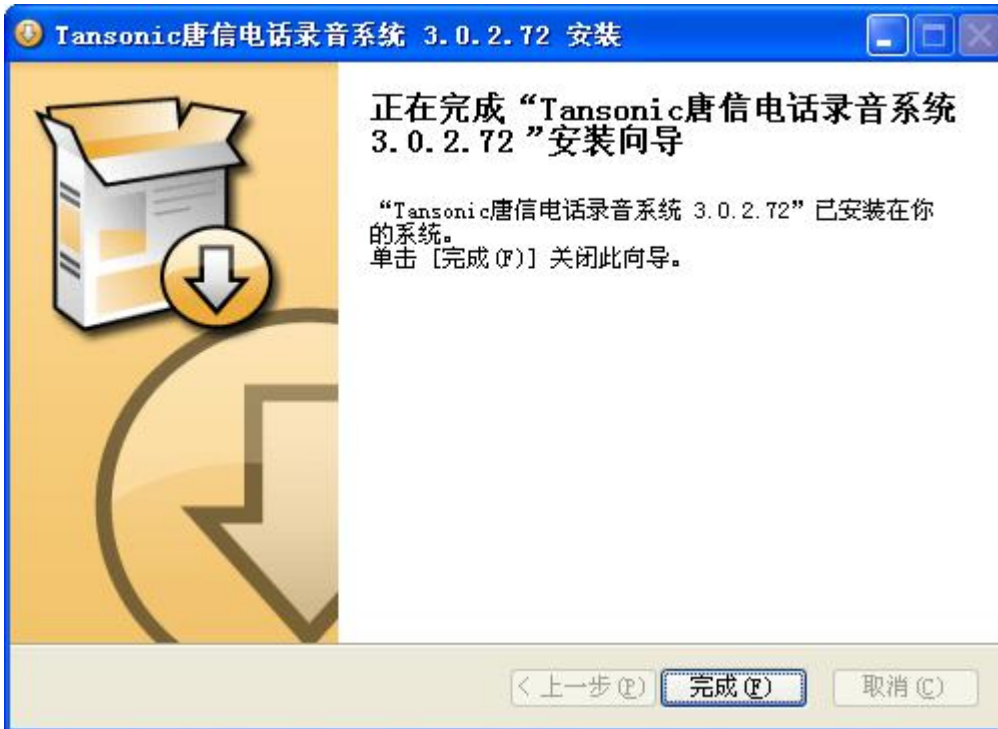 Tansonic唐信电话录音系统 3.0.2.72 安装
正在完成“Tansonic唐信电话录音系统
3.0.2.72”安装向导
“Tansonic唐信电话录音系统 3.0.2.72”已安装在你
的系统。
单击 [完成(F)] 关闭此向导。
< 上一步(P) 完成(F) 取消(C)